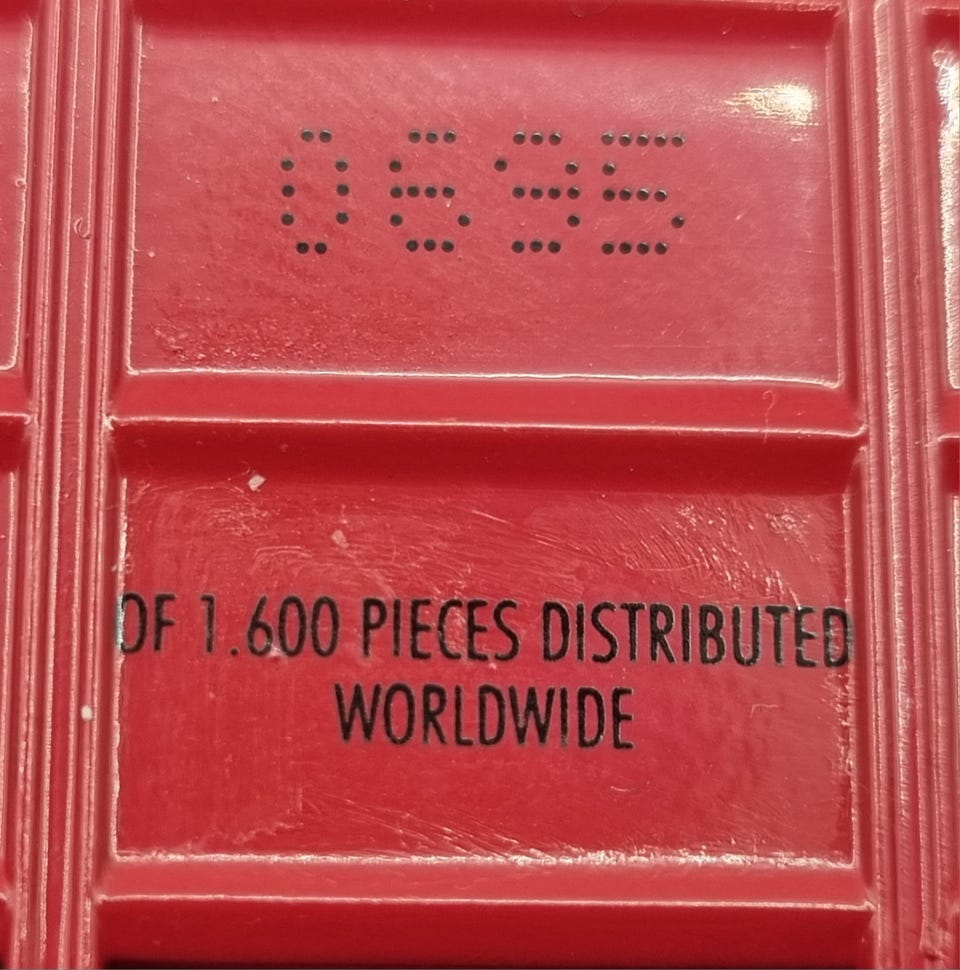 0695
OF 1.600 PIECES DISTRIBUTED
WORLDWIDE